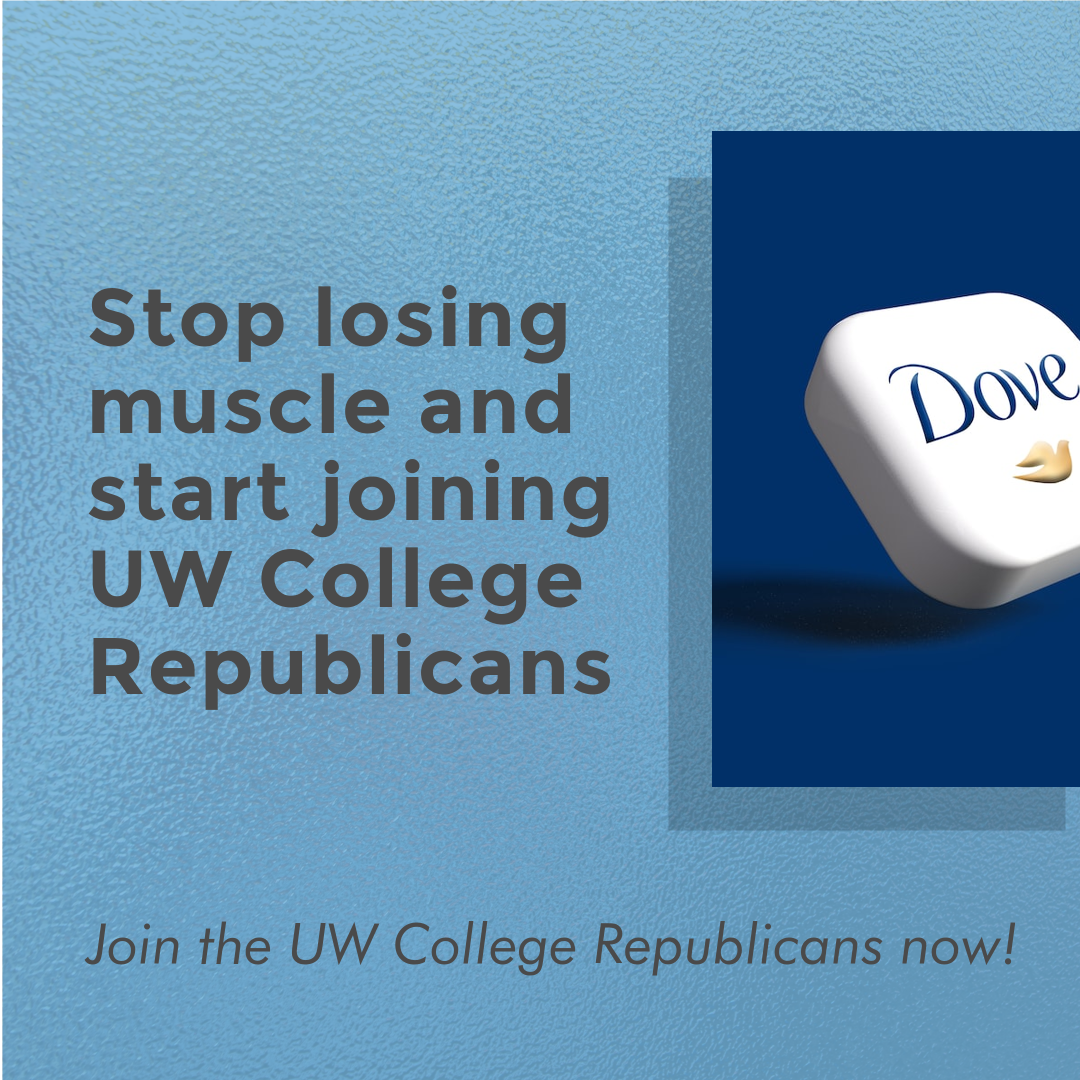 Stop losing
muscle and
start joining
UW College
Republicans
Dove
Join the UW College Republicans now!